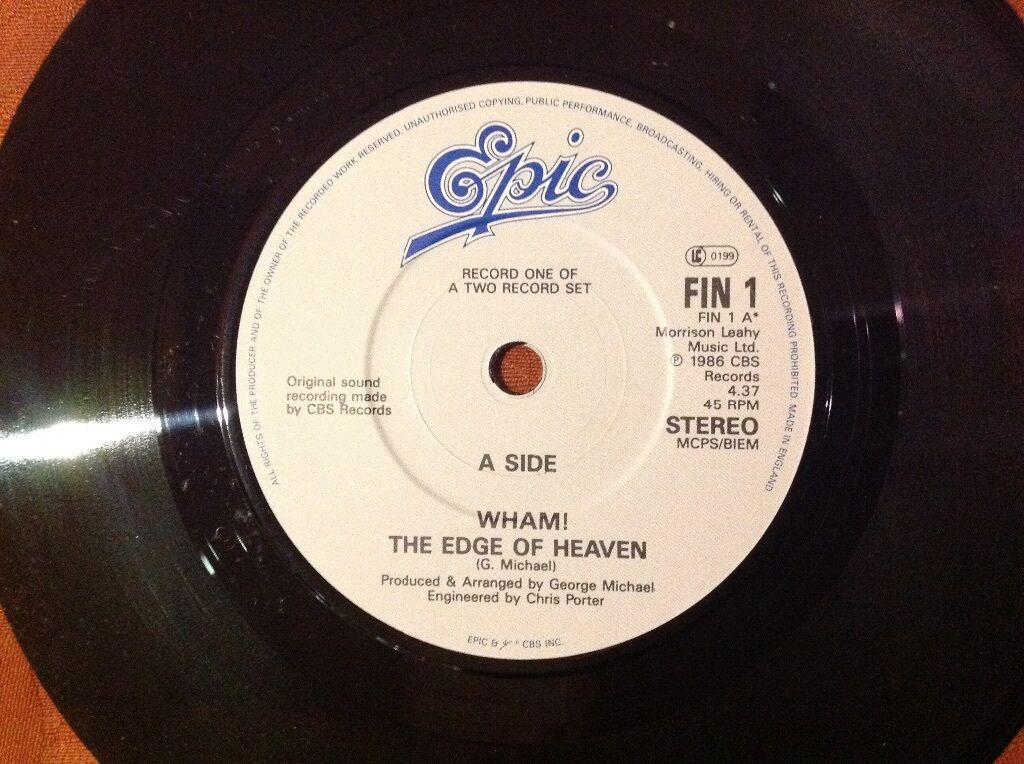 ALL RIGHTS OF THE PRODUCER AND OF THE OWNER OF THE RECORDED WORK RESERVED. UNAUTHORISED COPYING, PUBLIC PERFORMANCE, BROADCASTING, HIRING OR RENTAL OF THIS RECORDING PROHIBITED. MADE IN ENGLAND
Epic
RECORD ONE OF
A TWO RECORD SET
LC 0199
FIN 1
FIN 1 A*
Morrison Leahy
Music Ltd.
℗ 1986 CBS
Records
4.37
45 RPM
STEREO
MCPS/BIEM
Original sound
recording made
by CBS Records
A SIDE
WHAM!
THE EDGE OF HEAVEN
(G. Michael)
Produced & Arranged by George Michael
Engineered by Chris Porter
EPIC & CBS INC.